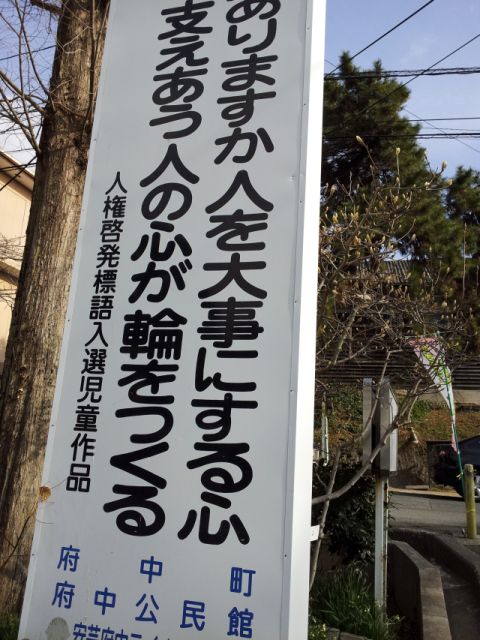 ありますか 人を大事にする心
支えあう 人の心が輪をつくる
人権啓発標語入選児童作品
府中町
府中公民館